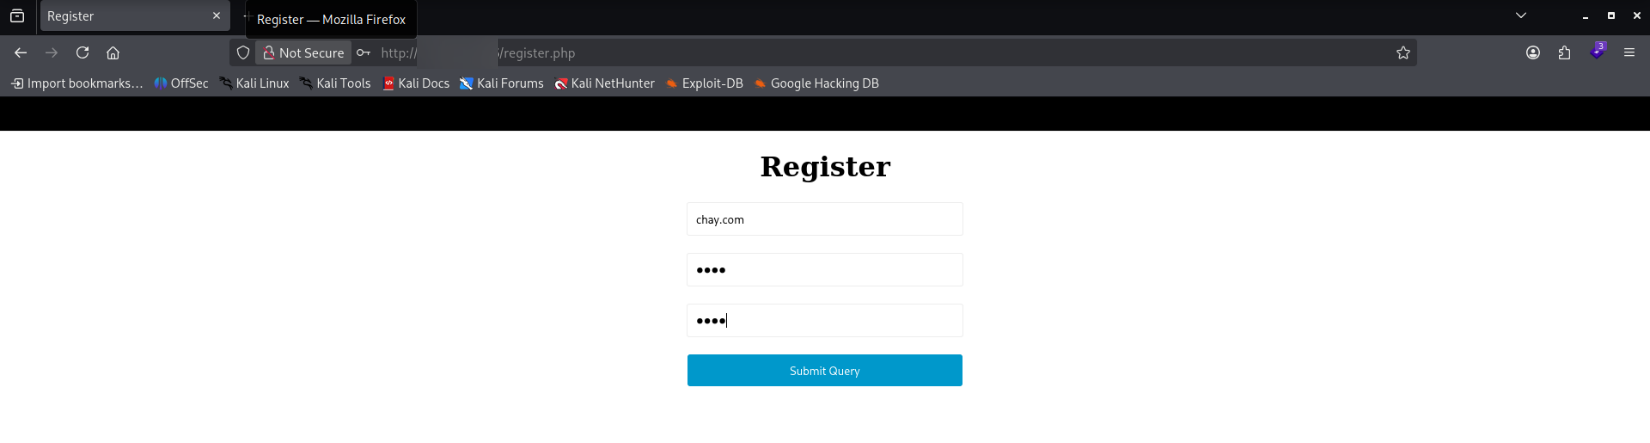 Register
Register — Mozilla Firefox
Not Secure http:// /register.php
3
Import bookmarks... OffSec Kali Linux Kali Tools Kali Docs Kali Forums Kali NetHunter Exploit-DB Google Hacking DB
Register
chay.com
••••
••••
Submit Query